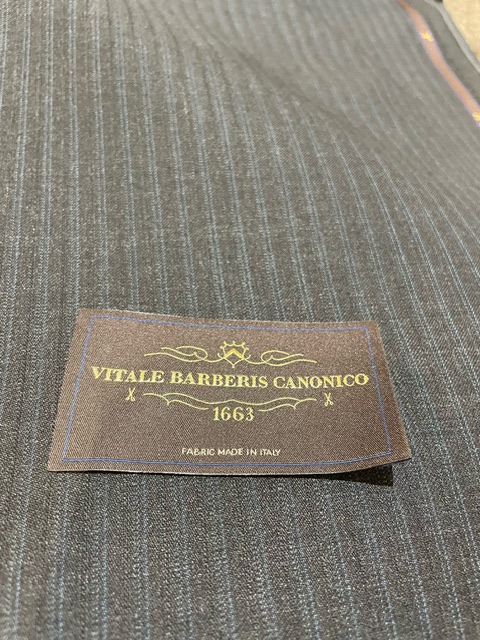 VITALE BARBERIS CANONICO
1663
FABRIC MADE IN ITALY